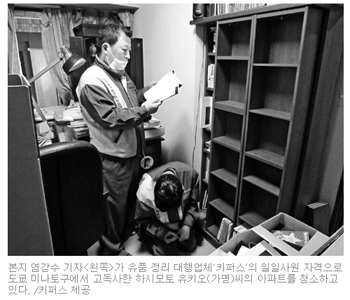 본지 염강수 기자<왼쪽>가 유품 정리 대행업체'키퍼스'의 일일사원 자격으로
도쿄 미나토구에서 고독사한 하시모토 유키오(가명)씨의 아파트를 청소하고
있다. /키퍼스 제공